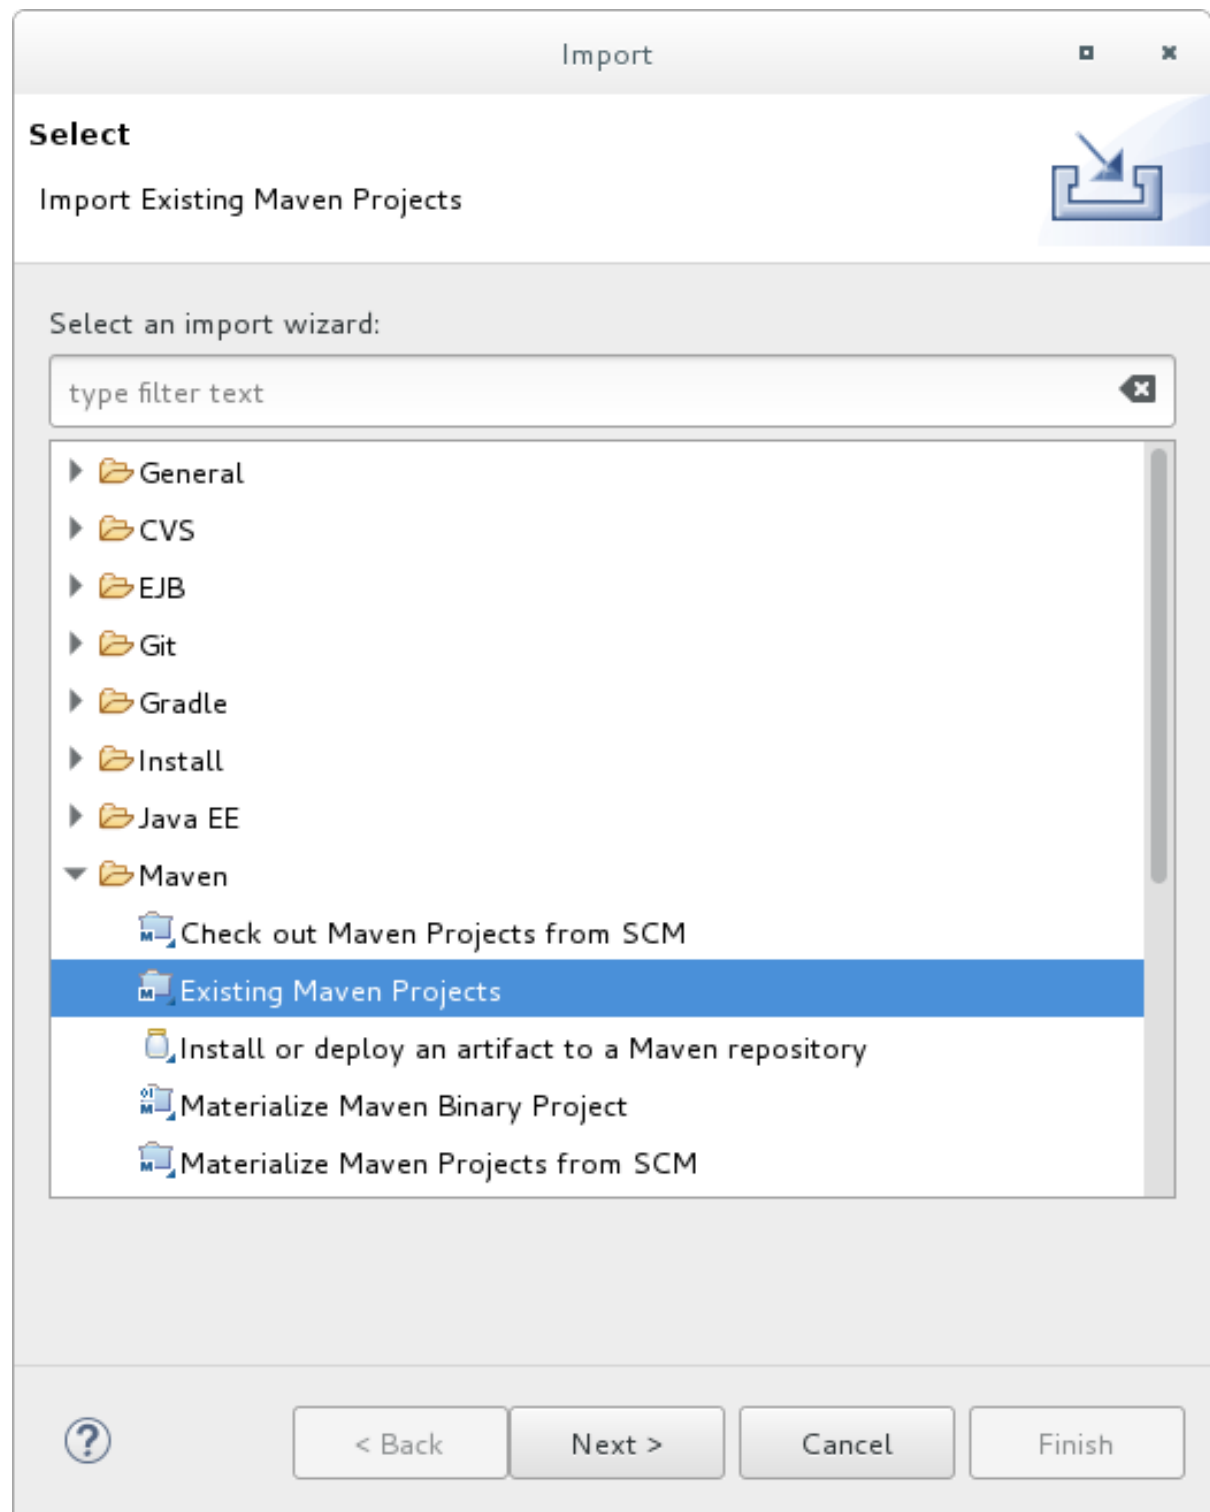 Import
Select
Import Existing Maven Projects
Select an import wizard:
type filter text
General
CVS
EJB
Git
Gradle
Install
Java EE
Maven
Check out Maven Projects from SCM
Existing Maven Projects
Install or deploy an artifact to a Maven repository
Materialize Maven Binary Project
Materialize Maven Projects from SCM
? < Back Next > Cancel Finish